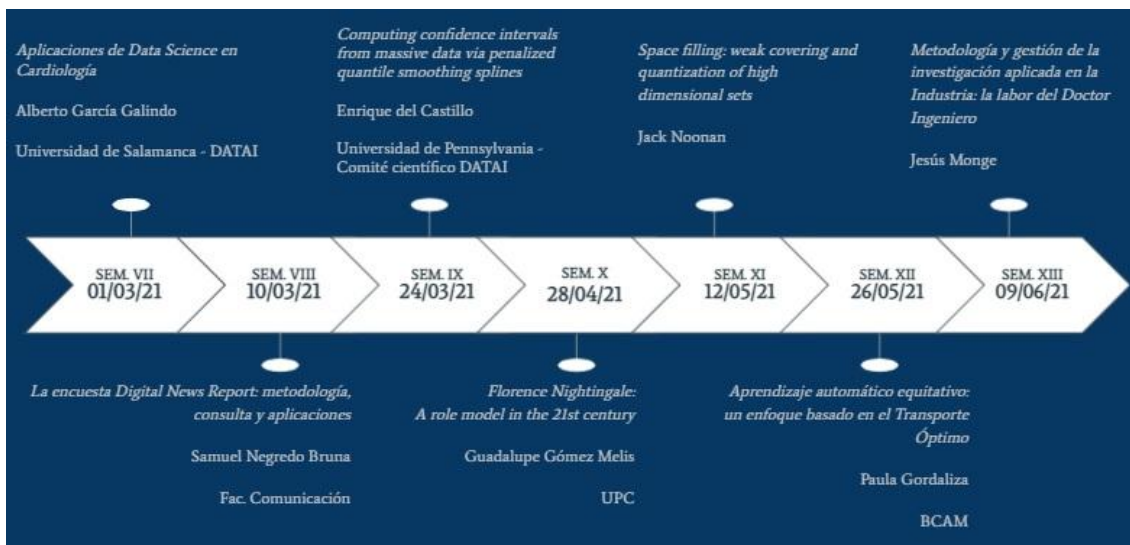 Aplicaciones de Data Science en
Cardiología
Alberto García Galindo
Universidad de Salamanca - DATAI
Computing confidence intervals
from massive data via penalized
quantile smoothing splines
Enrique del Castillo
Universidad de Pennsylvania -
Comité científico DATAI
Space filling: weak covering and
quantization of high
dimensional sets
Jack Noonan
Metodología y gestión de la
investigación aplicada en la
Industria: la labor del Doctor
Ingeniero
Jesús Monge
SEM. VII
01/03/21
SEM. VIII
10/03/21
SEM. IX
24/03/21
SEM. X
28/04/21
SEM. XI
12/05/21
SEM. XII
26/05/21
SEM. XIII
09/06/21
La encuesta Digital News Report: metodología,
consulta y aplicaciones
Samuel Negredo Bruna
Fac. Comunicación
Florence Nightingale:
A role model in the 21st century
Guadalupe Gómez Melis
UPC
Aprendizaje automático equitativo:
un enfoque basado en el Transporte
Óptimo
Paula Gordaliza
BCAM